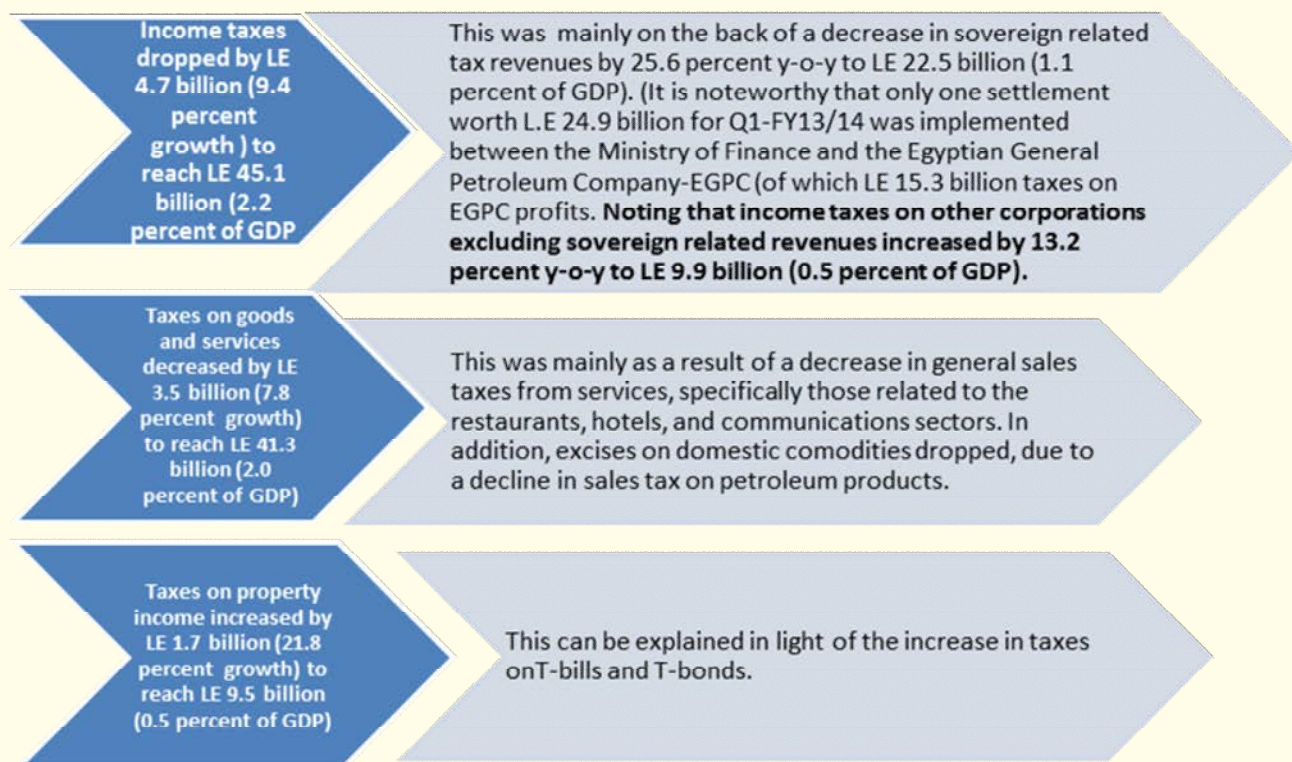 Income taxes
dropped by LE
4.7 billion (9.4
percent
growth ) to
reach LE 45.1
billion (2.2
percent of GDP
This was mainly on the back of a decrease in sovereign related
tax revenues by 25.6 percent y-o-y to LE 22.5 billion (1.1
percent of GDP). (It is noteworthy that only one settlement
worth L.E 24.9 billion for Q1-FY13/14 was implemented
between the Ministry of Finance and the Egyptian General
Petroleum Company-EGPC (of which LE 15.3 billion taxes on
EGPC profits. Noting that income taxes on other corporations
excluding sovereign related revenues increased by 13.2
percent y-o-y to LE 9.9 billion (0.5 percent of GDP).
Taxes on goods
and services
decreased by LE
3.5 billion (7.8
percent growth)
to reach LE 41.3
billion (2.0
percent of GDP)
This was mainly as a result of a decrease in general sales
taxes from services, specifically those related to the
restaurants, hotels, and communications sectors. In
addition, excises on domestic comodities dropped, due to
a decline in sales tax on petroleum products.
Taxes on property
income increased by
LE 1.7 billion (21.8
percent growth) to
reach LE 9.5 billion
(0.5 percent of GDP)
This can be explained in light of the increase in taxes
onT-bills and T-bonds.